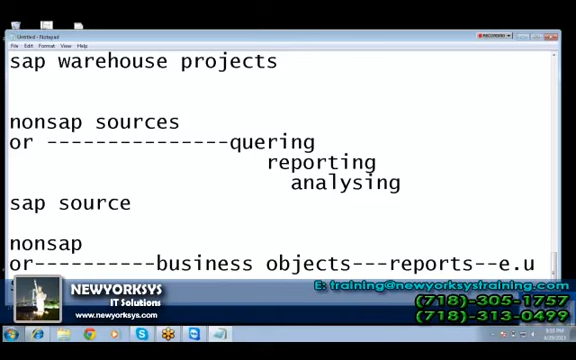 Untitled - Notepad
File Edit Format View Help
sap warehouse projects
nonsap sources
or ---------------quering
reporting
analysing
sap source
nonsap
or----------business objects---reports--e.u
NEWYORKSYS
IT Solutions
www.newyorksys.com
E: training@newyorksystraining.com
(718)-305-1757
(718)-313-0499